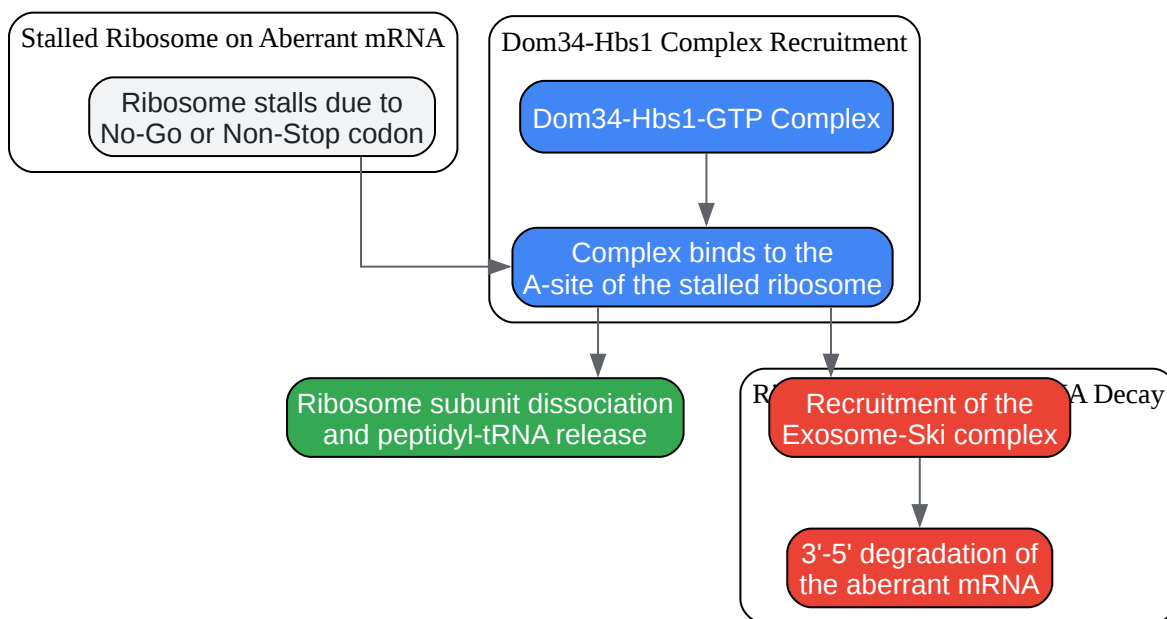 Stalled Ribosome on Aberrant mRNA
Ribosome stalls due to
No-Go or Non-Stop codon
Dom34-Hbs1 Complex Recruitment
Dom34-Hbs1-GTP Complex
Complex binds to the
A-site of the stalled ribosome
Ribosome subunit dissociation
and peptidyl-tRNA release
Decay
Recruitment of the
Exosome-Ski complex
3'-5' degradation of
the aberrant mRNA